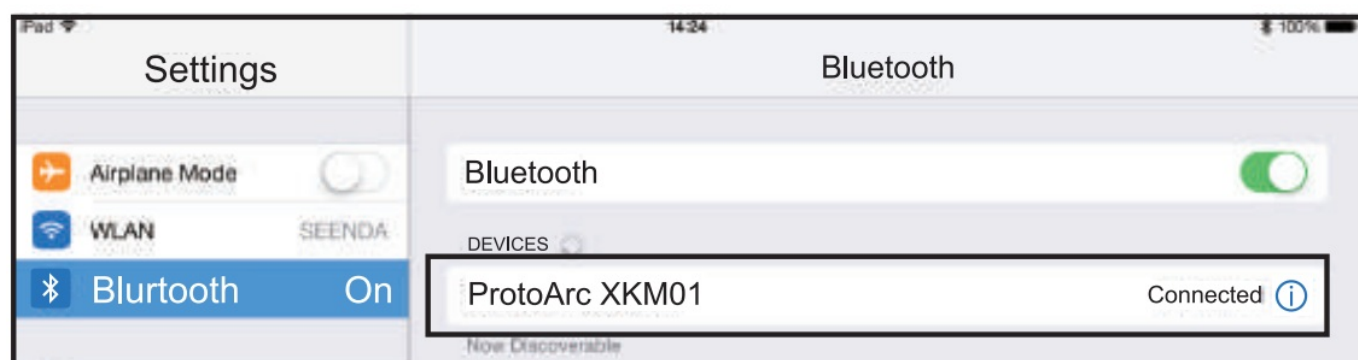 iPad 14:24 100%
Settings Bluetooth
Airplane Mode
WLAN SEENDA
Blurtooth On
Bluetooth
DEVICES
ProtoArc XKM01 Connected
Now Discoverable